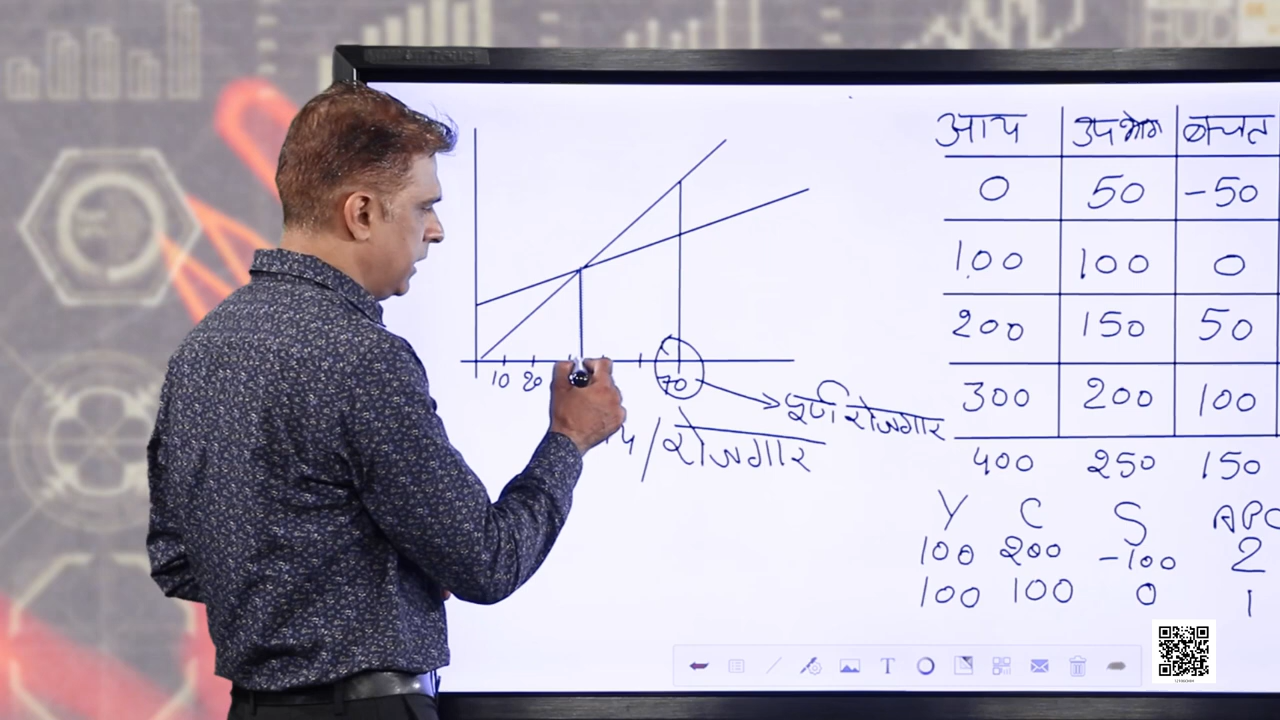 आय उपभोग बचत
0 50 -50
100 100 0
200 150 50
300 200 100
400 250 150
Y C S APC
100 200 -100 2
100 100 0 1
10 20 70
पूर्ण रोजगार
/रोजगार
T